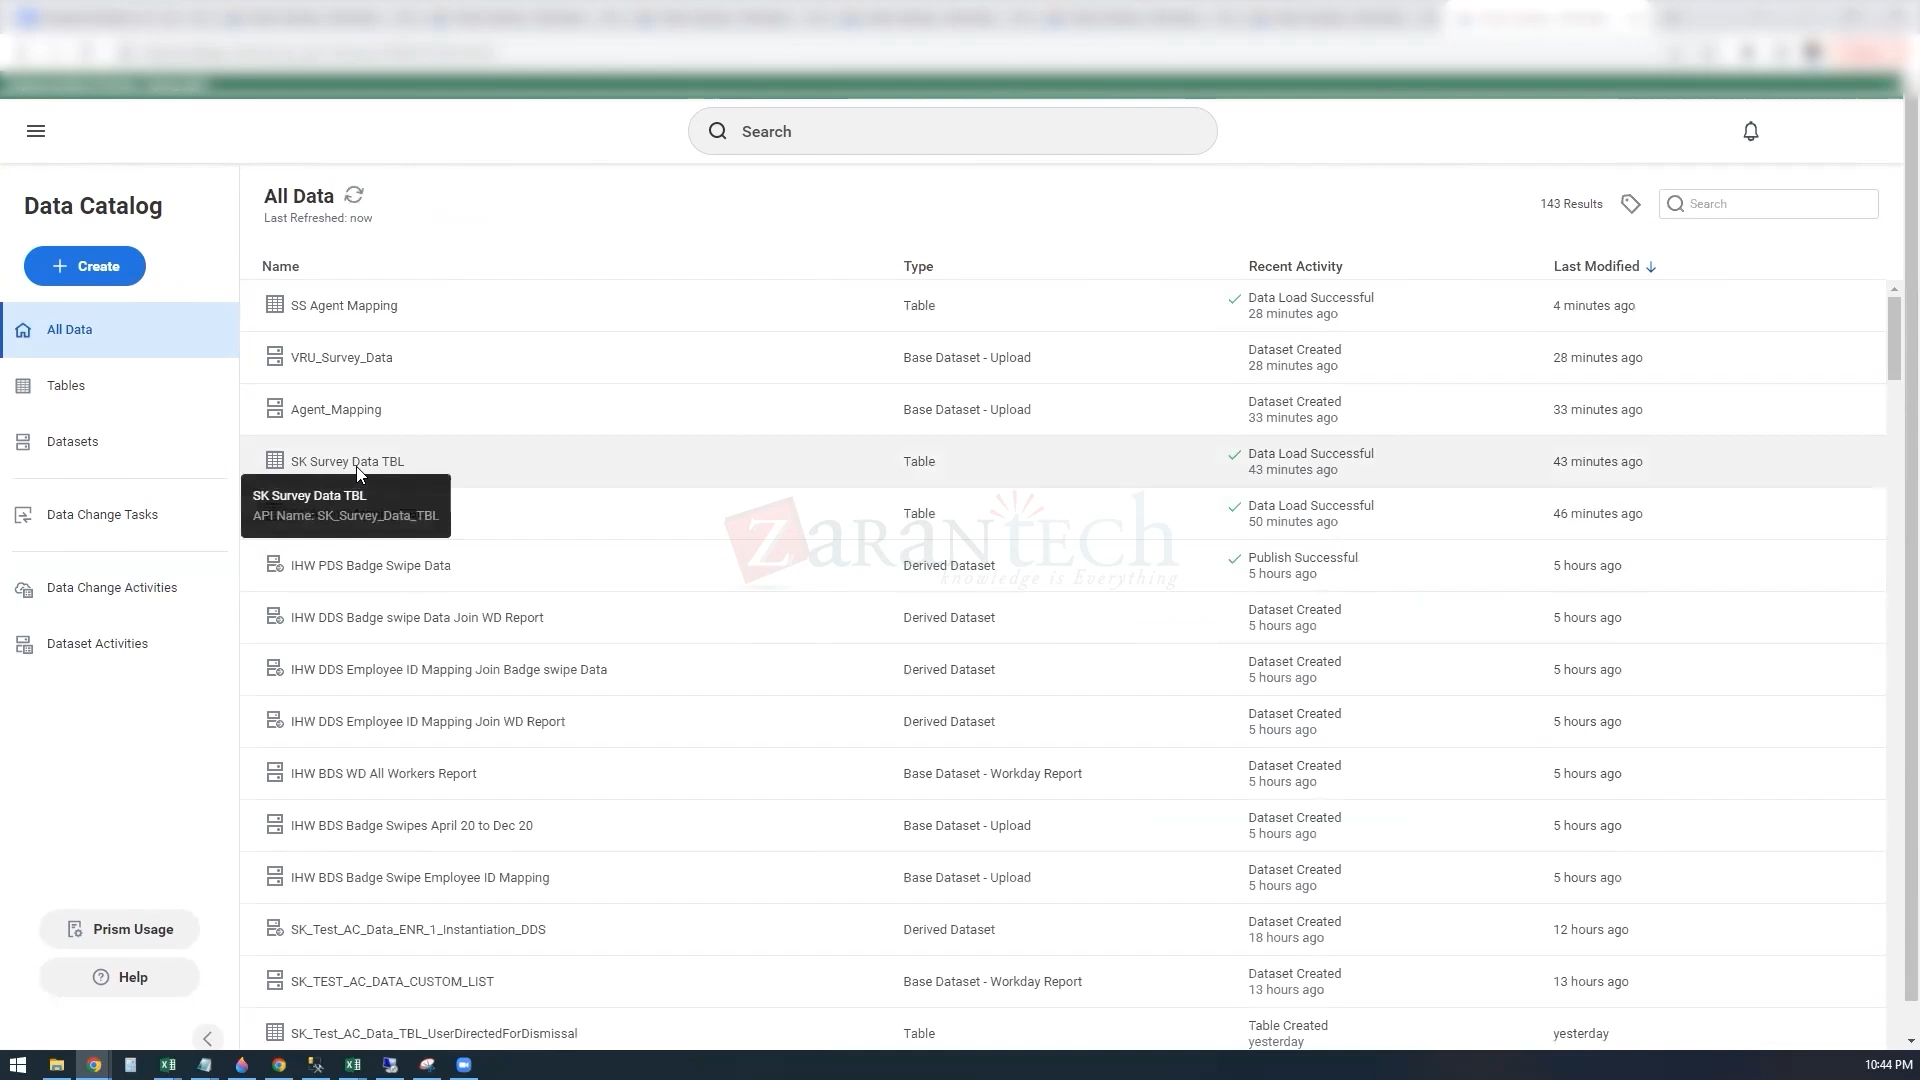 Search
Data Catalog
Create
All Data
Tables
Datasets
Data Change Tasks
Data Change Activities
Dataset Activities
Prism Usage
Help
All Data
Last Refreshed: now
143 Results
Search
Name Type Recent Activity Last Modified
SS Agent Mapping Table Data Load Successful 4 minutes ago
28 minutes ago
VRU_Survey_Data Base Dataset - Upload Dataset Created 28 minutes ago
28 minutes ago
Agent_Mapping Base Dataset - Upload Dataset Created 33 minutes ago
33 minutes ago
SK Survey Data TBL Table Data Load Successful 43 minutes ago
43 minutes ago
SK Survey Data TBL
API Name: SK_Survey_Data_TBL
Table Data Load Successful 46 minutes ago
50 minutes ago
IHW PDS Badge Swipe Data Derived Dataset Publish Successful 5 hours ago
5 hours ago
IHW DDS Badge swipe Data Join WD Report Derived Dataset Dataset Created 5 hours ago
5 hours ago
IHW DDS Employee ID Mapping Join Badge swipe Data Derived Dataset Dataset Created 5 hours ago
5 hours ago
IHW DDS Employee ID Mapping Join WD Report Derived Dataset Dataset Created 5 hours ago
5 hours ago
IHW BDS WD All Workers Report Base Dataset - Workday Report Dataset Created 5 hours ago
5 hours ago
IHW BDS Badge Swipes April 20 to Dec 20 Base Dataset - Upload Dataset Created 5 hours ago
5 hours ago
IHW BDS Badge Swipe Employee ID Mapping Base Dataset - Upload Dataset Created 5 hours ago
5 hours ago
SK_Test_AC_Data_ENR_1_Instantiation_DDS Derived Dataset Dataset Created 12 hours ago
18 hours ago
SK_TEST_AC_DATA_CUSTOM_LIST Base Dataset - Workday Report Dataset Created 13 hours ago
13 hours ago
SK_Test_AC_Data_TBL_UserDirectedForDismissal Table Table Created yesterday
yesterday
zarantech
knowledge is Everything
10:44 PM